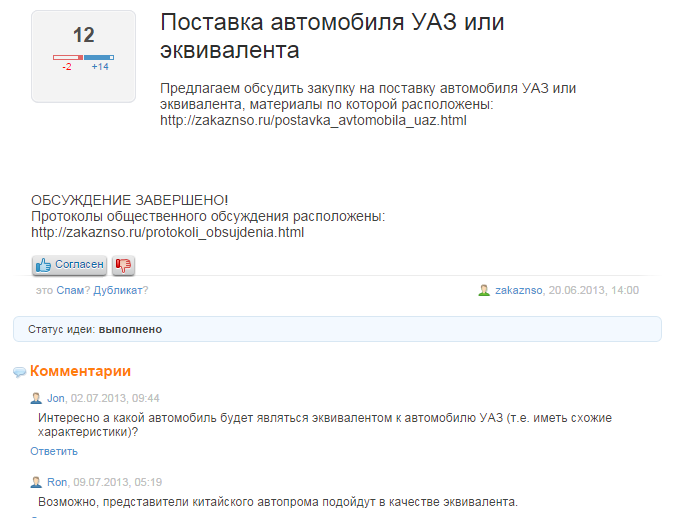 12
-2 +14
Поставка автомобиля УАЗ или
эквивалента
Предлагаем обсудить закупку на поставку автомобиля УАЗ или
эквивалента, материалы по которой расположены:
http://zakaznso.ru/postavka_avtomobila_uaz.html
ОБСУЖДЕНИЕ ЗАВЕРШЕНО!
Протоколы общественного обсуждения расположены:
http://zakaznso.ru/protokoli_obsujdenia.html
Согласен
это Спам? Дубликат?
zakaznso, 20.06.2013, 14:00
Статус идеи: выполнено
Комментарии
Jon, 02.07.2013, 09:44
Интересно а какой автомобиль будет являться эквивалентом к автомобилю УАЗ (т.е. иметь схожие
характеристики)?
Ответить
Ron, 09.07.2013, 05:19
Возможно, представители китайского автопрома подойдут в качестве эквивалента.